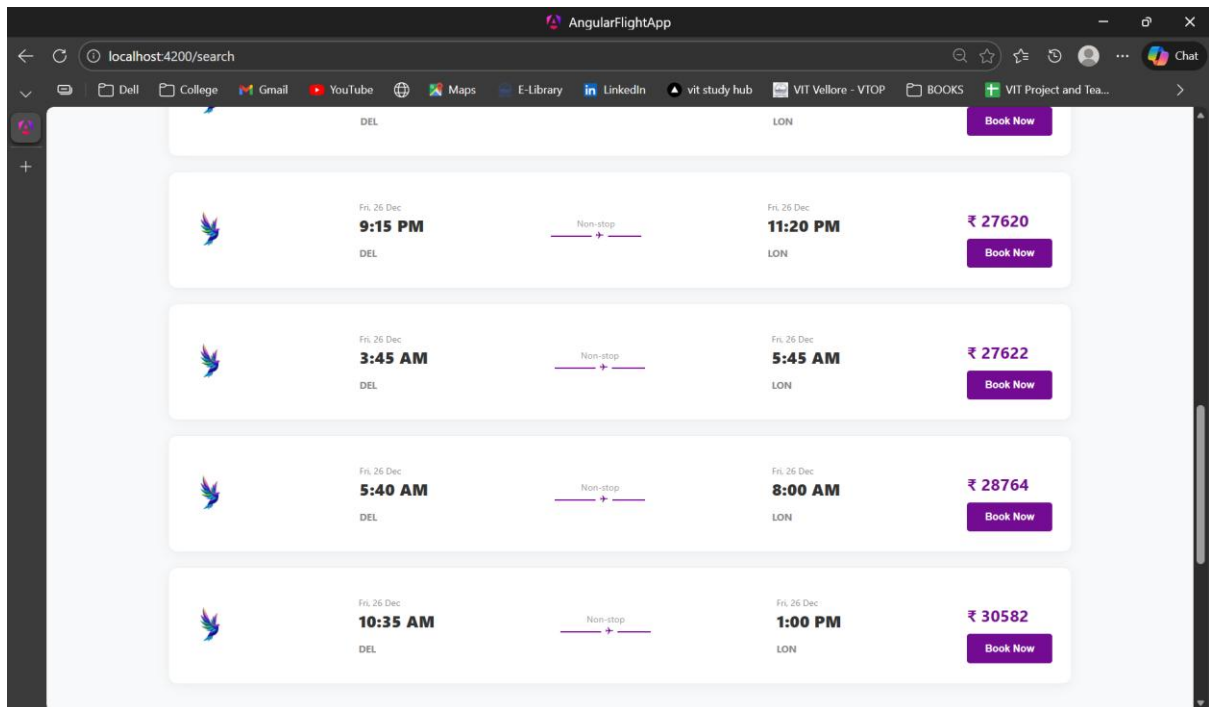 AngularFlightApp
localhost:4200/search
Chat
Dell College Gmail YouTube Maps E-Library LinkedIn vit study hub VIT Vellore - VTOP BOOKS VIT Project and Tea...
DEL LON Book Now
Fri, 26 Dec Fri, 26 Dec
9:15 PM Non-stop 11:20 PM ₹ 27620
DEL LON Book Now
Fri, 26 Dec Fri, 26 Dec
3:45 AM Non-stop 5:45 AM ₹ 27622
DEL LON Book Now
Fri, 26 Dec Fri, 26 Dec
5:40 AM Non-stop 8:00 AM ₹ 28764
DEL LON Book Now
Fri, 26 Dec Fri, 26 Dec
10:35 AM Non-stop 1:00 PM ₹ 30582
DEL LON Book Now